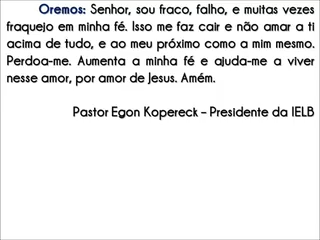 Oremos: Senhor, sou fraco, falho, e muitas vezes
fraquejo em minha fé. Isso me faz cair e não amar a ti
acima de tudo, e ao meu próximo como a mim mesmo.
Perdoa-me. Aumenta a minha fé e ajuda-me a viver
nesse amor, por amor de Jesus. Amém.
Pastor Egon Kopereck – Presidente da IELB